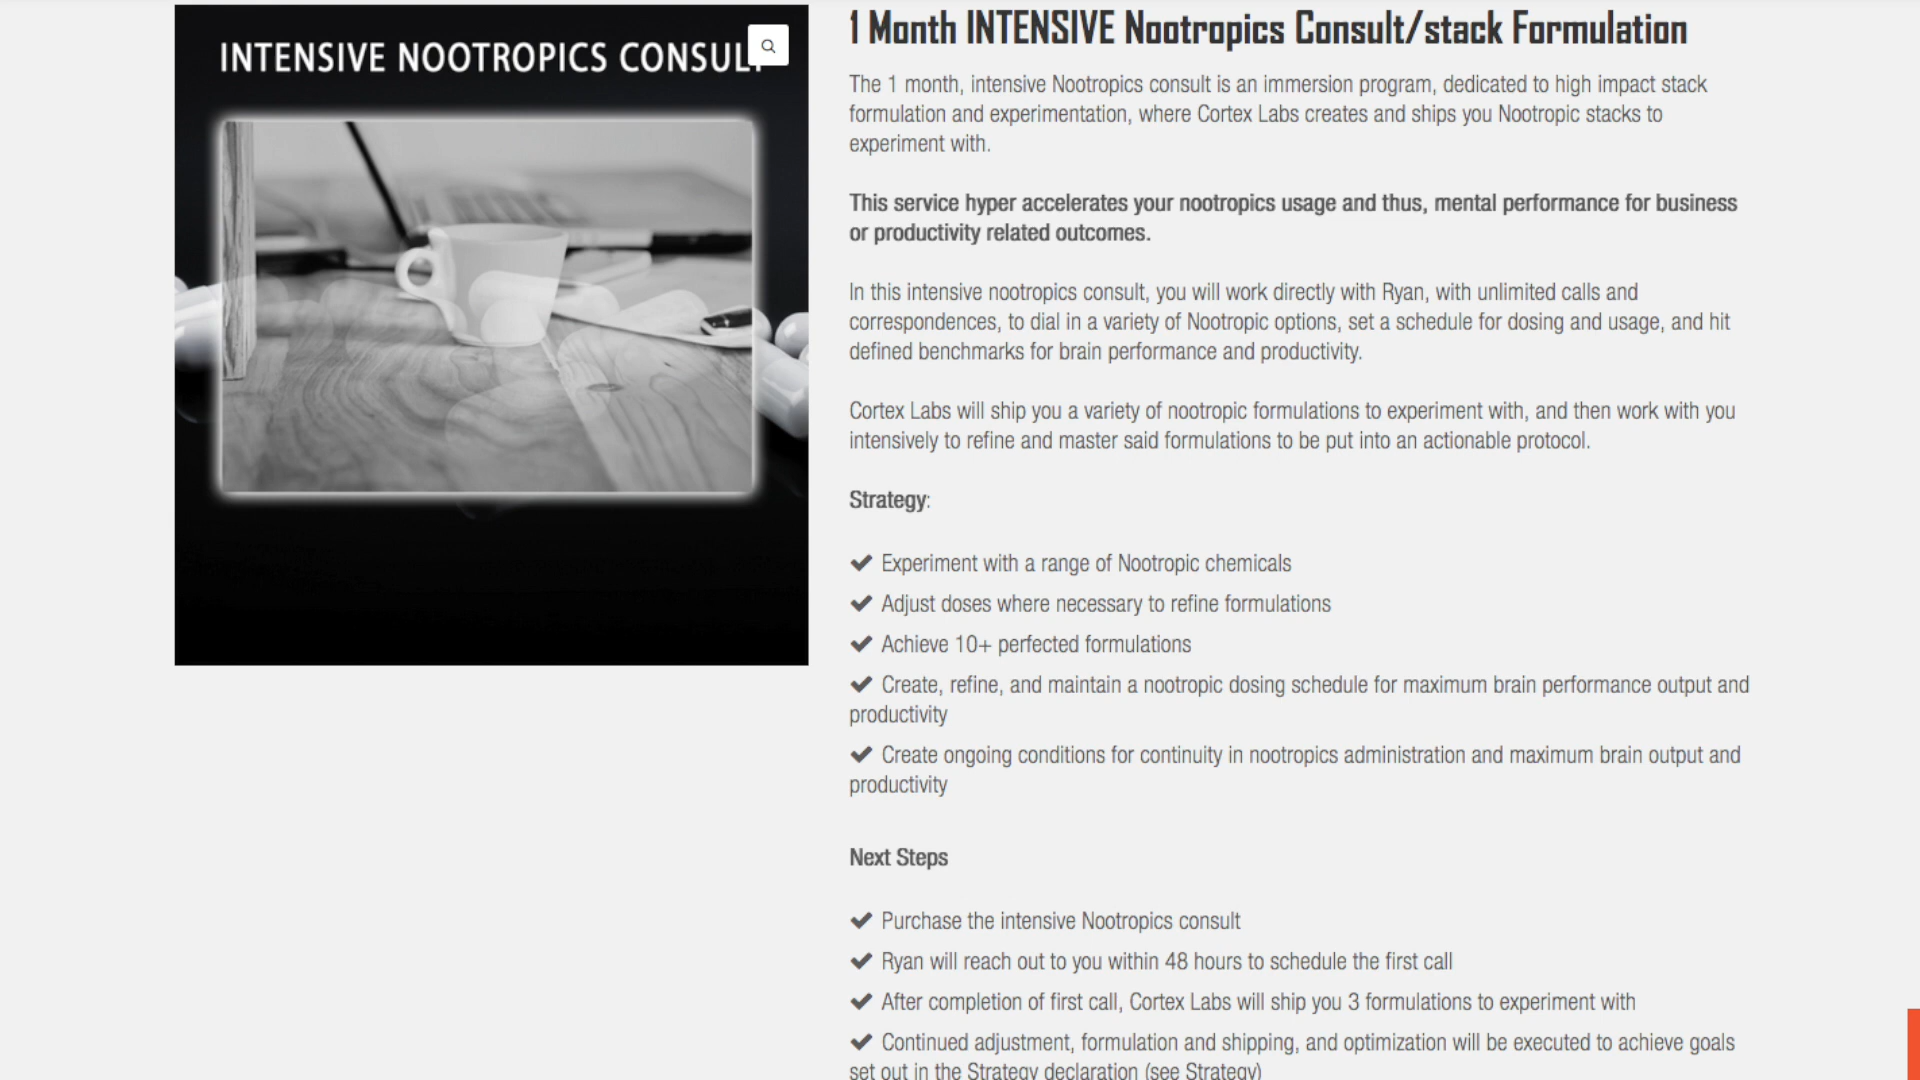 INTENSIVE NOOTROPICS CONSULT
1 Month INTENSIVE Nootropics Consult/stack Formulation
The 1 month, intensive Nootropics consult is an immersion program, dedicated to high impact stack
formulation and experimentation, where Cortex Labs creates and ships you Nootropic stacks to
experiment with.
This service hyper accelerates your nootropics usage and thus, mental performance for business
or productivity related outcomes.
In this intensive nootropics consult, you will work directly with Ryan, with unlimited calls and
correspondences, to dial in a variety of Nootropic options, set a schedule for dosing and usage, and hit
defined benchmarks for brain performance and productivity.
Cortex Labs will ship you a variety of nootropic formulations to experiment with, and then work with you
intensively to refine and master said formulations to be put into an actionable protocol.
Strategy:
✔ Experiment with a range of Nootropic chemicals
✔ Adjust doses where necessary to refine formulations
✔ Achieve 10+ perfected formulations
✔ Create, refine, and maintain a nootropic dosing schedule for maximum brain performance output and
productivity
✔ Create ongoing conditions for continuity in nootropics administration and maximum brain output and
productivity
Next Steps
✔ Purchase the intensive Nootropics consult
✔ Ryan will reach out to you within 48 hours to schedule the first call
✔ After completion of first call, Cortex Labs will ship you 3 formulations to experiment with
✔ Continued adjustment, formulation and shipping, and optimization will be executed to achieve goals
set out in the Strategy declaration (see Strategy)